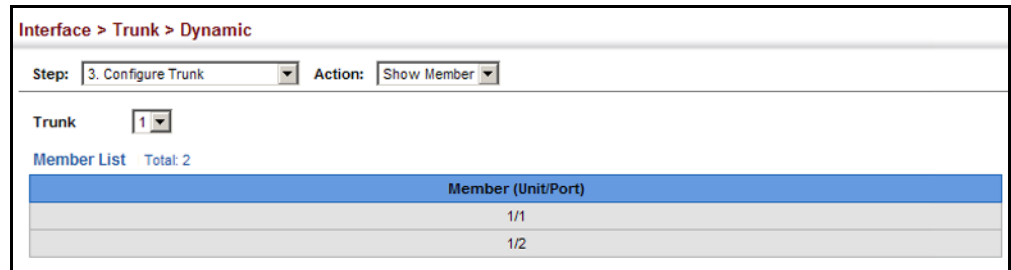 Interface > Trunk > Dynamic
Step: 3. Configure Trunk Action: Show Member
Trunk 1
Member List Total: 2
Member (Unit/Port)
1/1
1/2